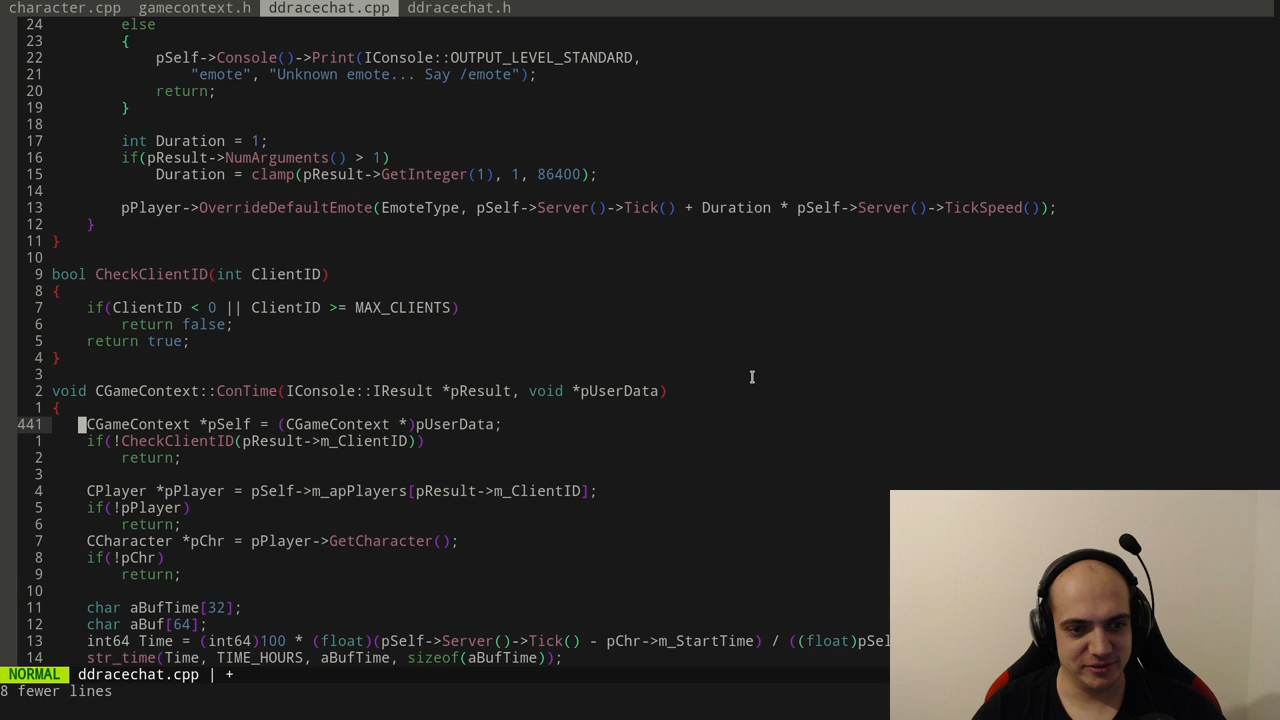 character.cpp gamecontext.h ddracechat.cpp ddracechat.h
24 else
23 {
22 pSelf->Console()->Print(IConsole::OUTPUT_LEVEL_STANDARD,
21 "emote", "Unknown emote... Say /emote");
20 return;
19 }
18
17 int Duration = 1;
16 if(pResult->NumArguments() > 1)
15 Duration = clamp(pResult->GetInteger(1), 1, 86400);
14
13 pPlayer->OverrideDefaultEmote(EmoteType, pSelf->Server()->Tick() + Duration * pSelf->Server()->TickSpeed());
12 }
11 }
10
9 bool CheckClientID(int ClientID)
8 {
7 if(ClientID < 0 || ClientID >= MAX_CLIENTS)
6 return false;
5 return true;
4 }
3
2 void CGameContext::ConTime(IConsole::IResult *pResult, void *pUserData)
1 {
441 CGameContext *pSelf = (CGameContext *)pUserData;
1 if(!CheckClientID(pResult->m_ClientID))
2 return;
3
4 CPlayer *pPlayer = pSelf->m_apPlayers[pResult->m_ClientID];
5 if(!pPlayer)
6 return;
7 CCharacter *pChr = pPlayer->GetCharacter();
8 if(!pChr)
9 return;
10
11 char aBufTime[32];
12 char aBuf[64];
13 int64 Time = (int64)100 * (float)(pSelf->Server()->Tick() - pChr->m_StartTime) / ((float)pSel
14 str_time(Time, TIME_HOURS, aBufTime, sizeof(aBufTime));
NORMAL ddracechat.cpp | +
8 fewer lines